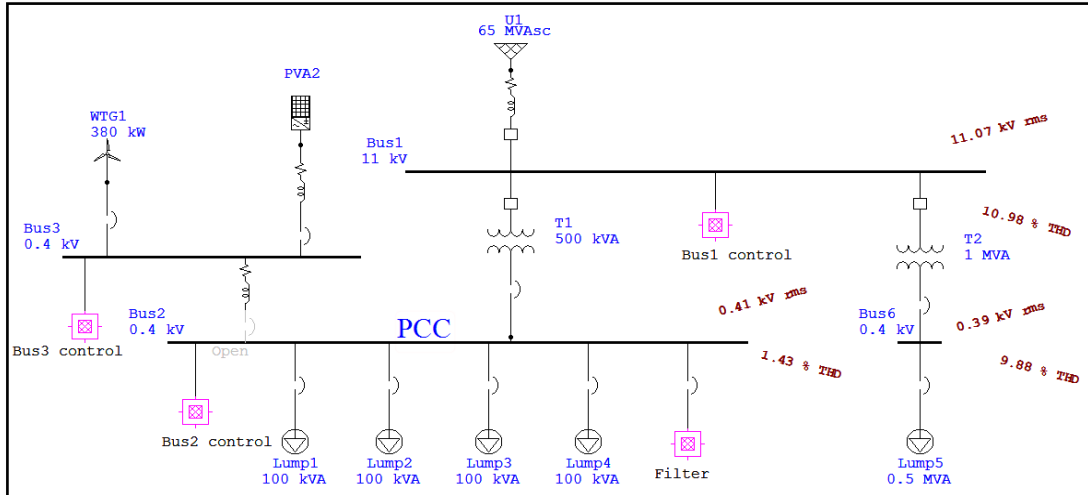 U1
65 MVAsc
PVA2
WTG1
380 kW
Bus1
11 kV
11.07 kV rms
10.98 % THD
Bus3
0.4 kV
T1
500 kVA
Bus1 control
T2
1 MVA
Bus2
0.4 kV
PCC
0.41 kV rms
Bus6
0.4 kV
0.39 kV rms
Bus3 control
Open
1.43 % THD
9.88 % THD
Bus2 control
Lump1
100 kVA
Lump2
100 kVA
Lump3
100 kVA
Lump4
100 kVA
Filter
Lump5
0.5 MVA